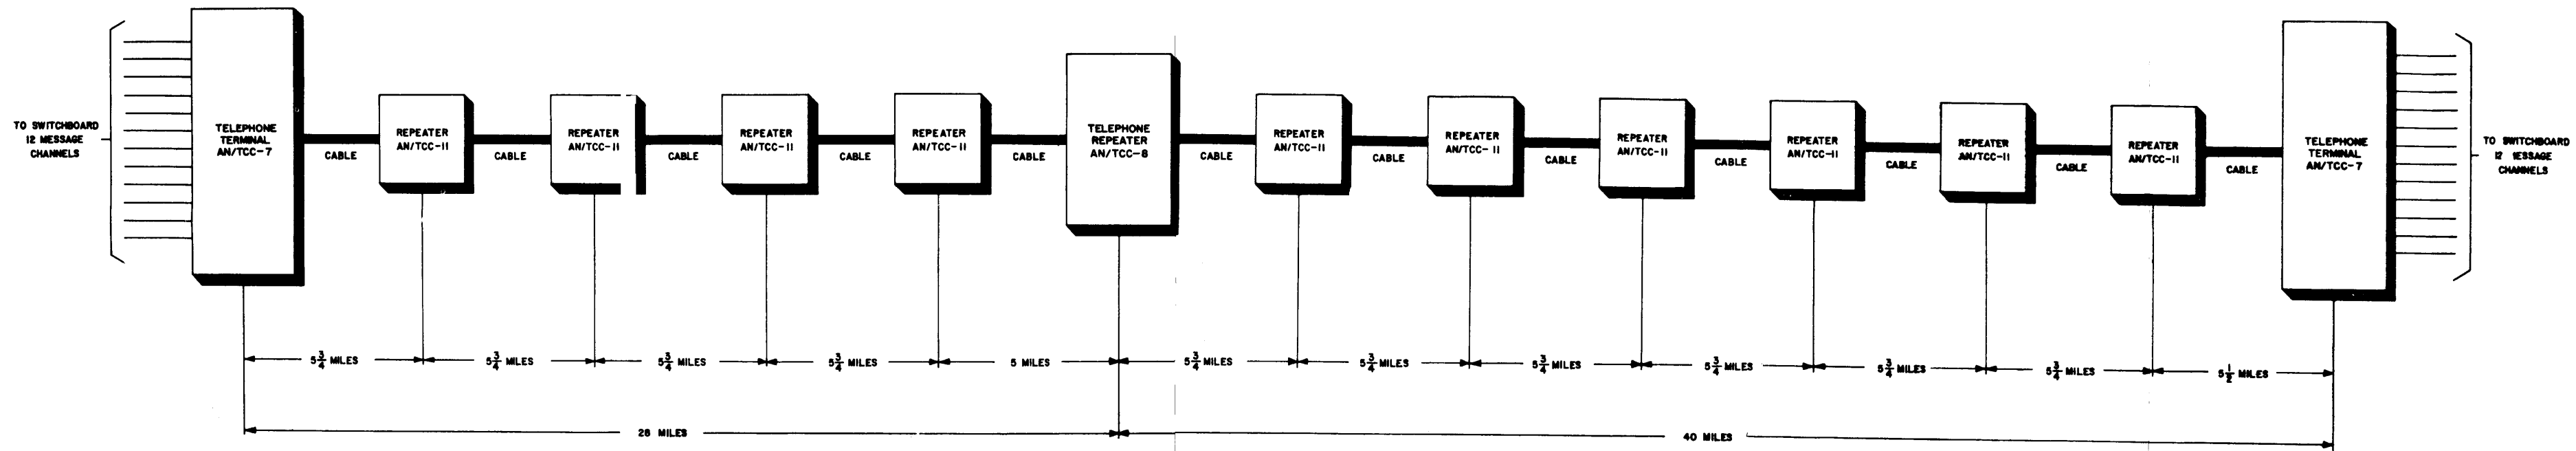 TO SWITCHBOARD
12 MESSAGE
CHANNELS
TELEPHONE
TERMINAL
AN/TCC-7
CABLE
REPEATER
AN/TCC-11
CABLE
REPEATER
AN/TCC-11
CABLE
REPEATER
AN/TCC-11
CABLE
REPEATER
AN/TCC-11
CABLE
TELEPHONE
REPEATER
AN/TCC-8
CABLE
REPEATER
AN/TCC-11
CABLE
REPEATER
AN/TCC-11
CABLE
REPEATER
AN/TCC-11
CABLE
REPEATER
AN/TCC-11
CABLE
REPEATER
AN/TCC-11
CABLE
REPEATER
AN/TCC-11
CABLE
TELEPHONE
TERMINAL
AN/TCC-7
TO SWITCHBOARD
12 MESSAGE
CHANNELS
5 3/4 MILES
5 3/4 MILES
5 3/4 MILES
5 3/4 MILES
5 MILES
5 3/4 MILES
5 3/4 MILES
5 3/4 MILES
5 3/4 MILES
5 3/4 MILES
5 3/4 MILES
5 1/2 MILES
28 MILES
40 MILES